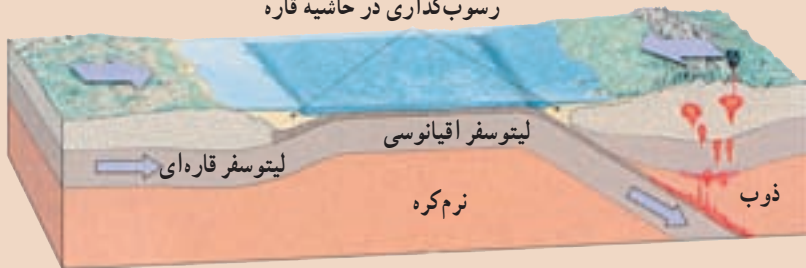 رسوب‌گذاری در حاشیه قاره
لیتوسفر اقیانوسی
لیتوسفر قاره‌ای
ذوب
نرم‌کره